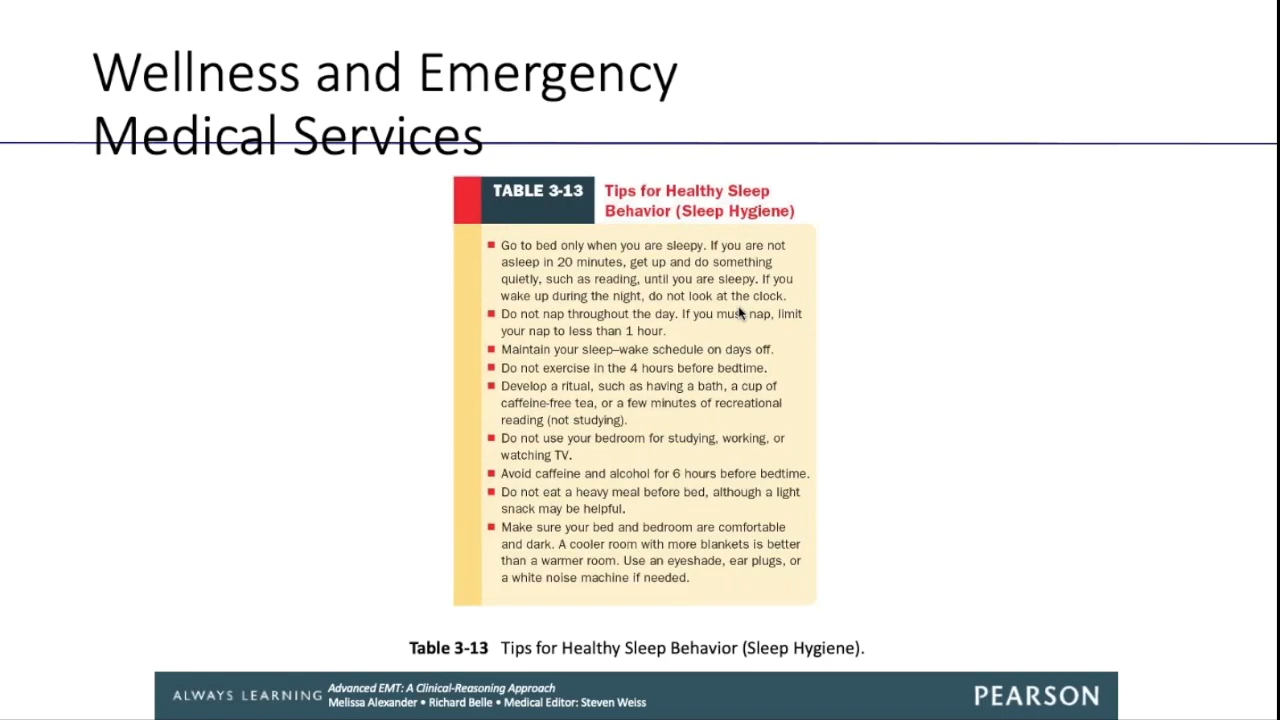 Wellness and Emergency
Medical Services
TABLE 3-13
Tips for Healthy Sleep
Behavior (Sleep Hygiene)
■ Go to bed only when you are sleepy. If you are not
asleep in 20 minutes, get up and do something
quietly, such as reading, until you are sleepy. If you
wake up during the night, do not look at the clock.
■ Do not nap throughout the day. If you must nap, limit
your nap to less than 1 hour.
■ Maintain your sleep–wake schedule on days off.
■ Do not exercise in the 4 hours before bedtime.
■ Develop a ritual, such as having a bath, a cup of
caffeine-free tea, or a few minutes of recreational
reading (not studying).
■ Do not use your bedroom for studying, working, or
watching TV.
■ Avoid caffeine and alcohol for 6 hours before bedtime.
■ Do not eat a heavy meal before bed, although a light
snack may be helpful.
■ Make sure your bed and bedroom are comfortable
and dark. A cooler room with more blankets is better
than a warmer room. Use an eyeshade, ear plugs, or
a white noise machine if needed.
Table 3-13 Tips for Healthy Sleep Behavior (Sleep Hygiene).
ALWAYS LEARNING
Advanced EMT: A Clinical-Reasoning Approach
Melissa Alexander • Richard Belle • Medical Editor: Steven Weiss
PEARSON